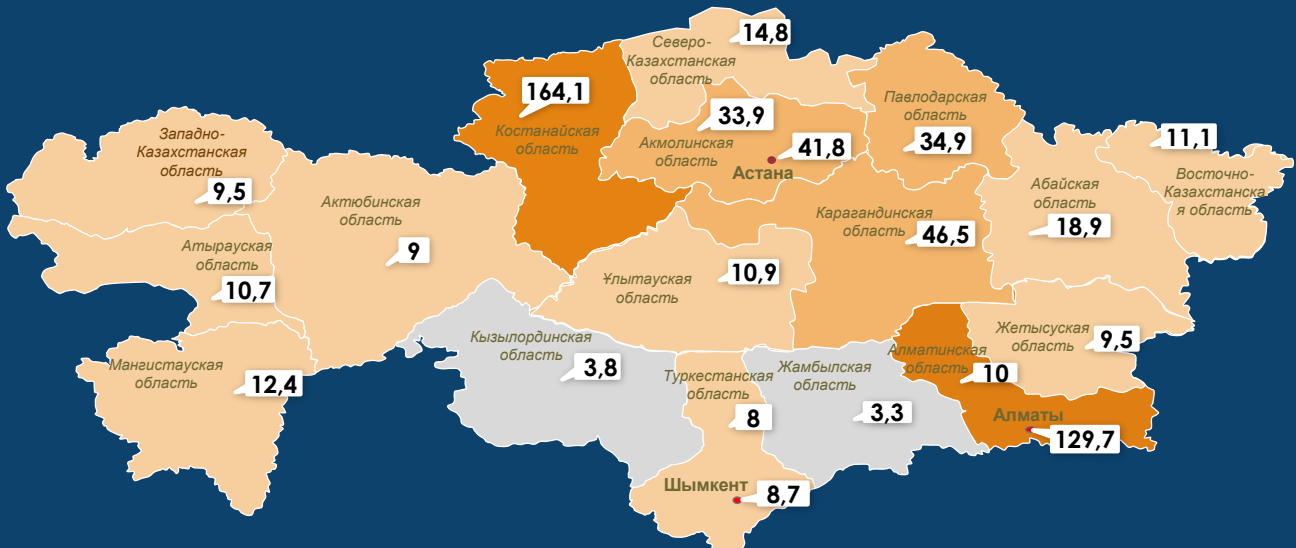 14,8
Северо-
Казахстанская
область
164,1
Костанайская
область
33,9
Акмолинская
область
41,8
Астана
Павлодарская
область
34,9
11,1
Восточно-
Казахстанска
я область
Западно-
Казахстанская
область
9,5
Актюбинская
область
9
Абайская
область
18,9
Карагандинская
область
46,5
Атырауская
область
10,7
Ұлытауская
область
10,9
Мангистауская
область
12,4
Кызылординская
область
3,8
Туркестанская
область
8
Жамбылская
область
3,3
Алматинская
область
10
Жетысуская
область
9,5
Алматы
129,7
Шымкент
8,7